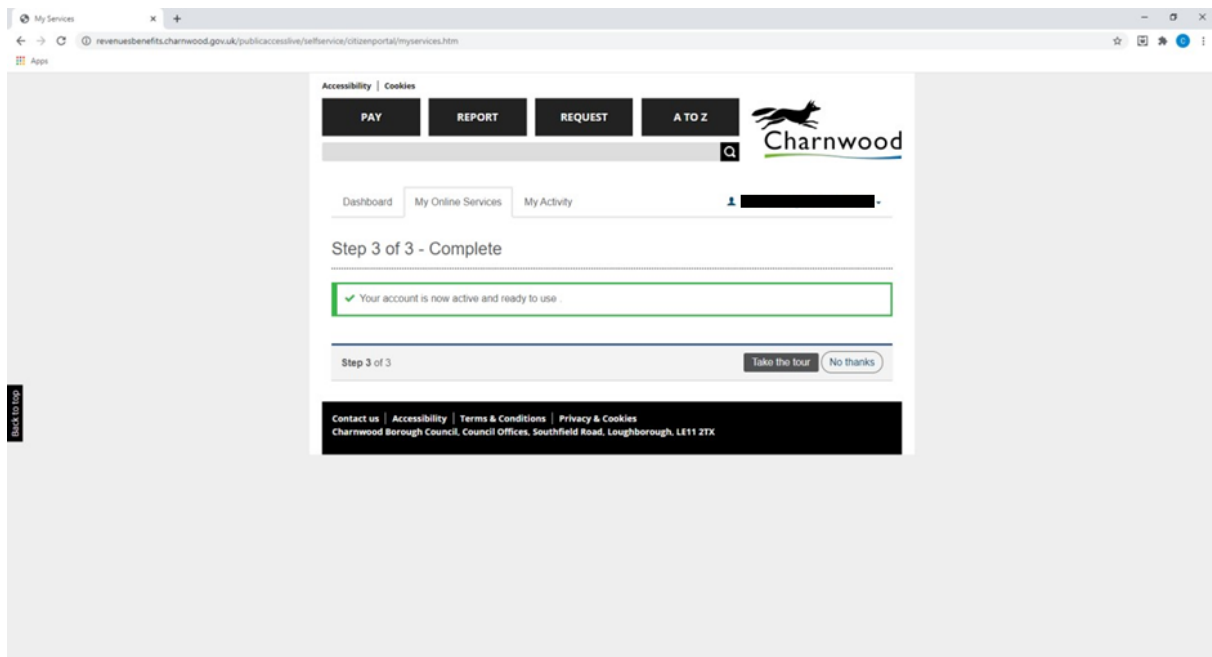 My Services
revenuesbenefits.charnwood.gov.uk/publicaccesslive/selfservice/citizenportal/myservices.htm
C
Apps
Accessibility | Cookies
PAY REPORT REQUEST A TO Z
Charnwood
Dashboard My Online Services My Activity
Step 3 of 3 - Complete
Your account is now active and ready to use .
Step 3 of 3 Take the tour No thanks
Back to top
Contact us | Accessibility | Terms & Conditions | Privacy & Cookies
Charnwood Borough Council, Council Offices, Southfield Road, Loughborough, LE11 2TX